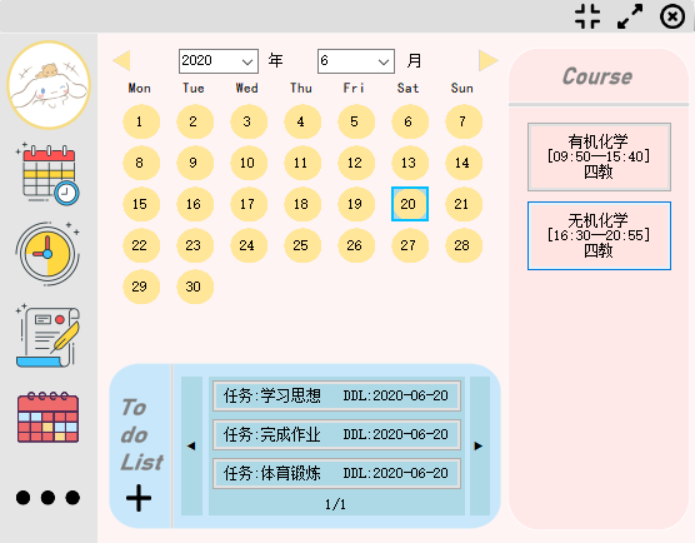 2020 年 6 月
Mon Tue Wed Thu Fri Sat Sun
1 2 3 4 5 6 7
8 9 10 11 12 13 14
15 16 17 18 19 20 21
22 23 24 25 26 27 28
29 30
Course
有机化学
[09:50—15:40]
四教
无机化学
[16:30—20:55]
四教
To
do
List
任务:学习思想 DDL:2020-06-20
任务:完成作业 DDL:2020-06-20
任务:体育锻炼 DDL:2020-06-20
1/1